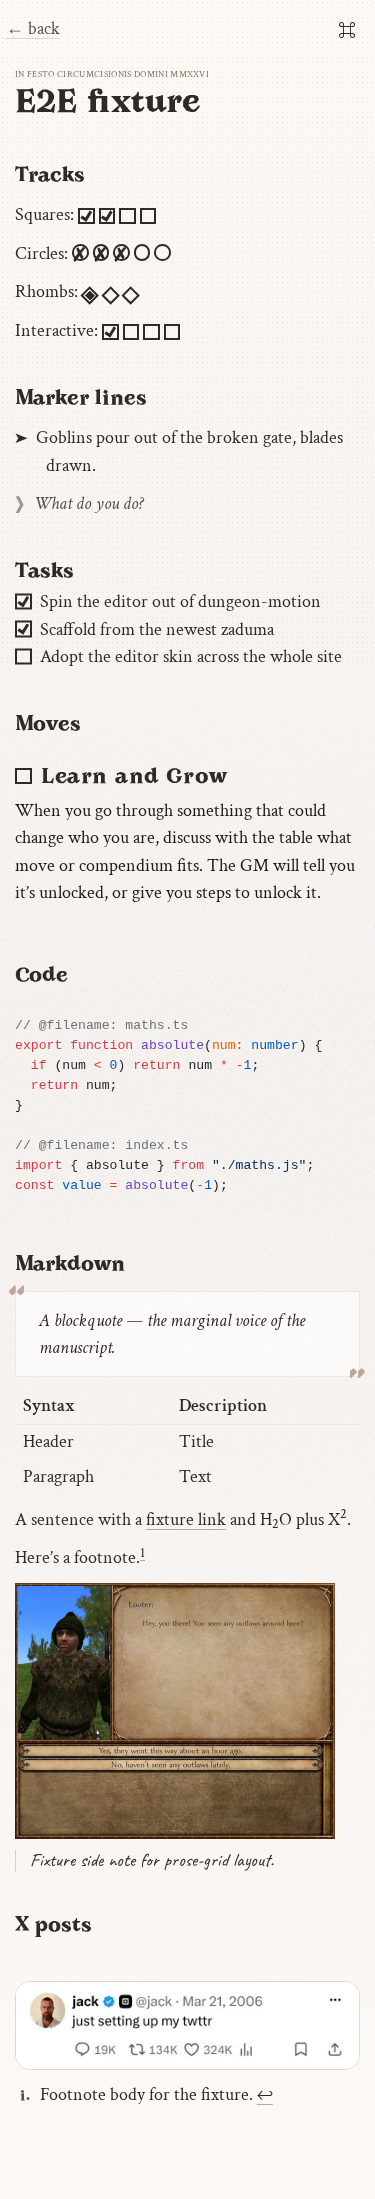 ← back
IN FESTO CIRCUMCISIONIS DOMINI MMXXVI
E2E fixture
Tracks
Squares:
Circles:
Rhombs:
Interactive:
Marker lines
➤ Goblins pour out of the broken gate, blades
drawn.
❯ What do you do?
Tasks
Spin the editor out of dungeon-motion
Scaffold from the newest zaduma
Adopt the editor skin across the whole site
Moves
Learn and Grow
When you go through something that could
change who you are, discuss with the table what
move or compendium fits. The GM will tell you
it’s unlocked, or give you steps to unlock it.
Code
// @filename: maths.ts
export function absolute(num: number) {
  if (num < 0) return num * -1;
  return num;
}
// @filename: index.ts
import { absolute } from "./maths.js";
const value = absolute(-1);
Markdown
“
A blockquote — the marginal voice of the
manuscript.
”
Syntax Description
Header Title
Paragraph Text
A sentence with a fixture link and H₂O plus X².
Here’s a footnote.¹
Looter:
Hey, you there! You seen any outlaws around here?
Yes, they went this way about an hour ago.
No, haven't seen any outlaws lately.
Fixture side note for prose-grid layout.
X posts
jack @jack · Mar 21, 2006 ···
just setting up my twttr
19K 134K 324K
1. Footnote body for the fixture. ↩